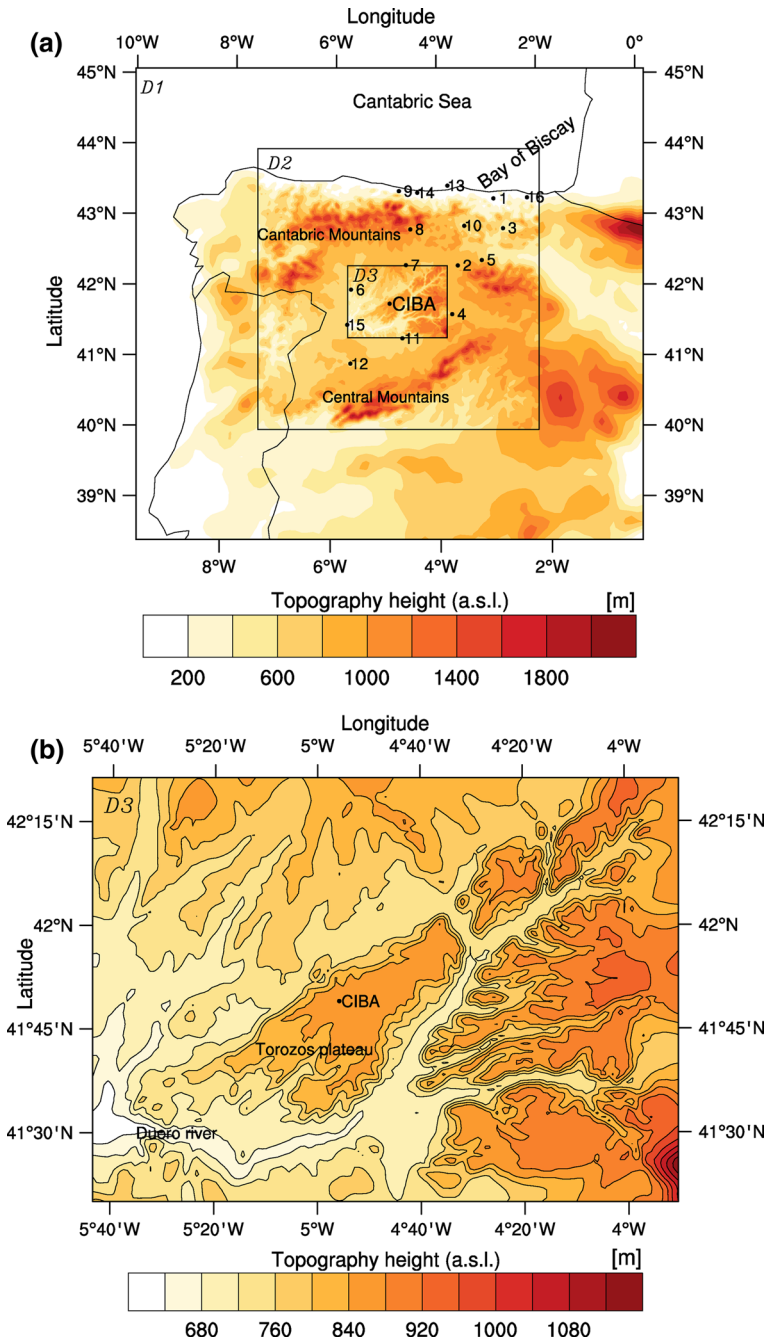 Longitude
(a)
10°W 8°W 6°W 4°W 2°W 0°
D1
45°N 45°N
Cantabric Sea
44°N 44°N
Bay of Biscay
D2
9 14 13 1 16
43°N 43°N
Cantabric Mountains 8 10 3
D3 7 2 5
42°N 42°N
6 CIBA
4
15
11
41°N 41°N
12
Central Mountains
40°N 40°N
39°N 39°N
Latitude
8°W 6°W 4°W 2°W
Topography height (a.s.l.) [m]
200 600 1000 1400 1800
Longitude
(b)
5°40'W 5°20'W 5°W 4°40'W 4°20'W 4°W
D3
42°15'N 42°15'N
42°N 42°N
Latitude
CIBA
41°45'N 41°45'N
Torozos plateau
41°30'N Duero river 41°30'N
5°40'W 5°20'W 5°W 4°40'W 4°20'W 4°W
Topography height (a.s.l.) [m]
680 760 840 920 1000 1080